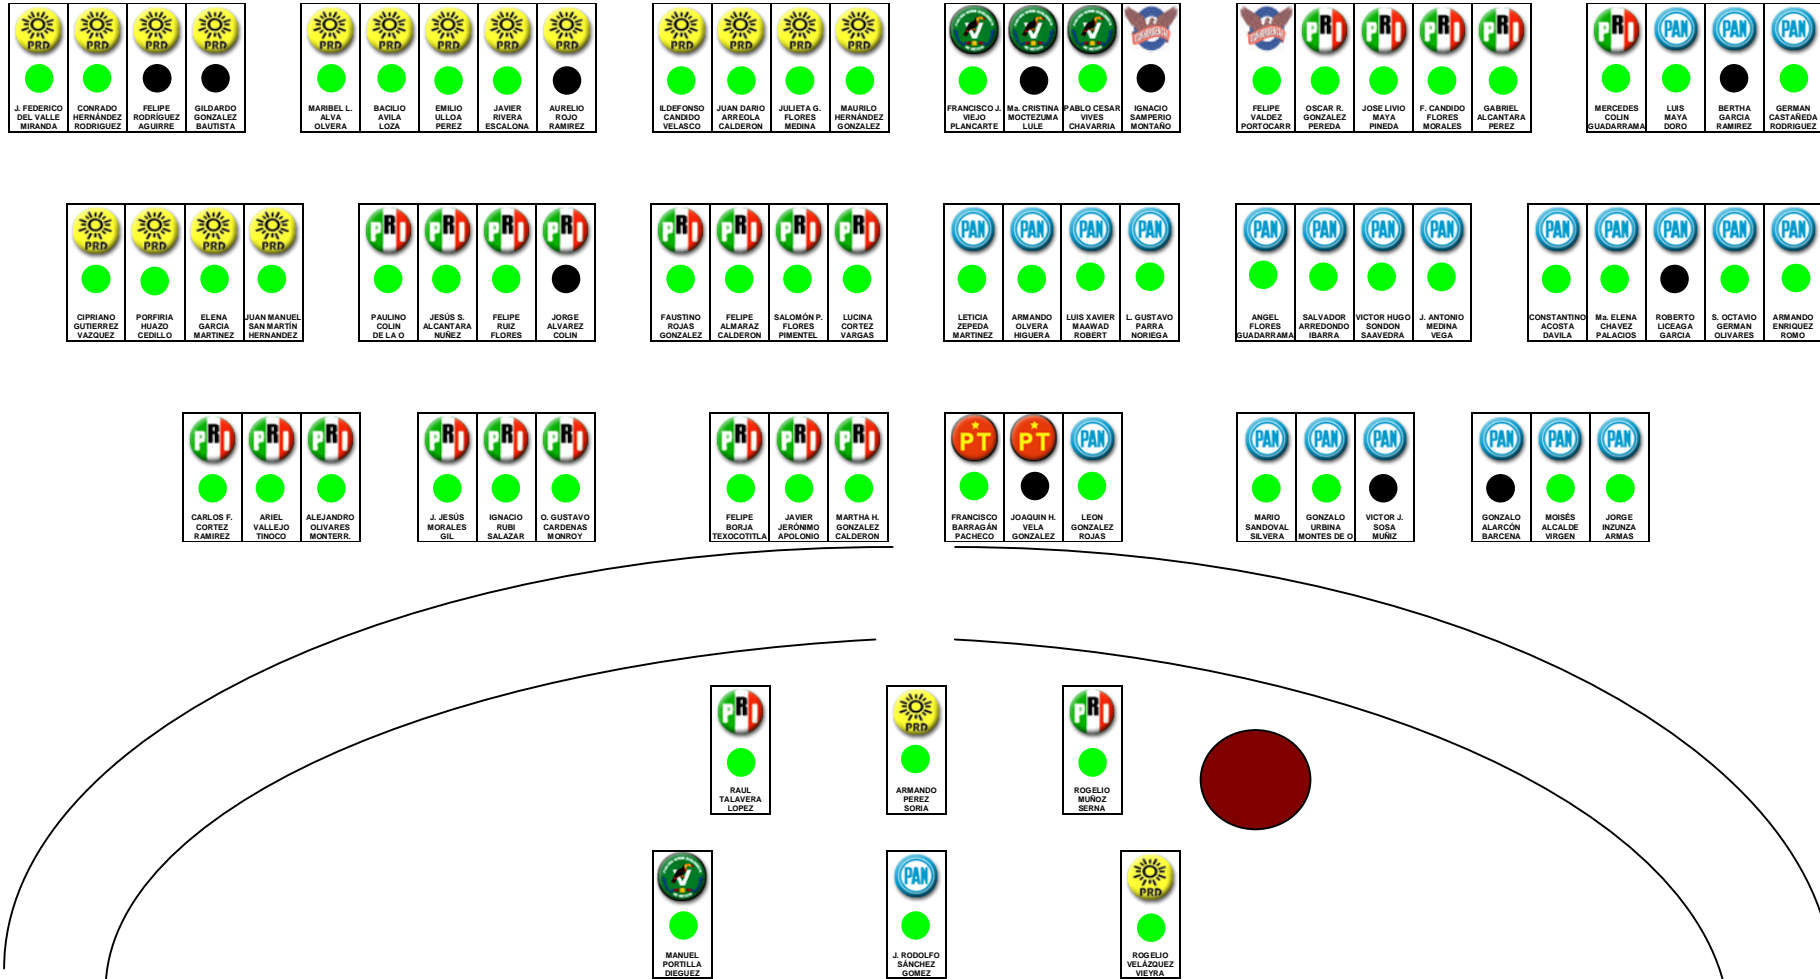 PRD PRD PRD PRD
J. FEDERICO
DEL VALLE
MIRANDA
CONRADO
HERNÁNDEZ
RODRIGUEZ
FELIPE
RODRÍGUEZ
AGUIRRE
GILDARDO
GONZALEZ
BAUTISTA
PRD PRD PRD PRD PRD
MARIBEL L.
ALVA
OLVERA
BACILIO
AVILA
LOZA
EMILIO
ULLOA
PEREZ
JAVIER
RIVERA
ESCALONA
AURELIO
ROJO
RAMIREZ
PRD PRD PRD PRD
ILDEFONSO
CANDIDO
VELASCO
JUAN DARIO
ARREOLA
CALDERON
JULIETA G.
FLORES
MEDINA
MAURILO
HERNÁNDEZ
GONZALEZ
FRANCISCO J.
VIEJO
PLANCARTE
Ma. CRISTINA
MOCTEZUMA
LULE
PABLO CESAR
VIVES
CHAVARRIA
CONVERGENCIA
IGNACIO
SAMPERIO
MONTAÑO
CONVERGENCIA PRI PRI PRI PRI
FELIPE
VALDEZ
PORTOCARR
OSCAR R.
GONZALEZ
PEREDA
JOSE LIVIO
MAYA
PINEDA
F. CANDIDO
FLORES
MORALES
GABRIEL
ALCANTARA
PEREZ
PRI PAN PAN PAN
MERCEDES
COLIN
GUADARRAMA
LUIS
MAYA
DORO
BERTHA
GARCIA
RAMIREZ
GERMAN
CASTAÑEDA
RODRIGUEZ
PRD PRD PRD PRD
CIPRIANO
GUTIERREZ
VAZQUEZ
PORFIRIA
HUAZO
CEDILLO
ELENA
GARCIA
MARTINEZ
JUAN MANUEL
SAN MARTÍN
HERNANDEZ
PRI PRI PRI PRI
PAULINO
COLIN
DE LA O
JESÚS S.
ALCANTARA
NUÑEZ
FELIPE
RUIZ
FLORES
JORGE
ALVAREZ
COLIN
PRI PRI PRI PRI
FAUSTINO
ROJAS
GONZALEZ
FELIPE
ALMARAZ
CALDERON
SALOMÓN P.
FLORES
PIMENTEL
LUCINA
CORTEZ
VARGAS
PAN PAN PAN PAN
LETICIA
ZEPEDA
MARTINEZ
ARMANDO
OLVERA
HIGUERA
LUIS XAVIER
MAAWAD
ROBERT
L. GUSTAVO
PARRA
NORIEGA
PAN PAN PAN PAN
ANGEL
FLORES
GUADARRAMA
SALVADOR
ARREDONDO
IBARRA
VICTOR HUGO
SONDON
SAAVEDRA
J. ANTONIO
MEDINA
VEGA
PAN PAN PAN PAN PAN
CONSTANTINO
ACOSTA
DAVILA
Ma. ELENA
CHAVEZ
PALACIOS
ROBERTO
LICEAGA
GARCIA
S. OCTAVIO
GERMAN
OLIVARES
ARMANDO
ENRIQUEZ
ROMO
PRI PRI PRI
CARLOS F.
CORTEZ
RAMIREZ
ARIEL
VALLEJO
TINOCO
ALEJANDRO
OLIVARES
MONTERR.
PRI PRI PRI
J. JESÚS
MORALES
GIL
IGNACIO
RUBI
SALAZAR
O. GUSTAVO
CARDENAS
MONROY
PRI PRI PRI
FELIPE
BORJA
TEXOCOTITLA
JAVIER
JERÓNIMO
APOLONIO
MARTHA H.
GONZALEZ
CALDERON
PT PT PAN
FRANCISCO
BARRAGÁN
PACHECO
JOAQUIN H.
VELA
GONZALEZ
LEON
GONZALEZ
ROJAS
PAN PAN PAN
MARIO
SANDOVAL
SILVERA
GONZALO
URBINA
MONTES DE O
VICTOR J.
SOSA
MUÑIZ
PAN PAN PAN
GONZALO
ALARCÓN
BARCENA
MOISÉS
ALCALDE
VIRGEN
JORGE
INZUNZA
ARMAS
PRI
RAUL
TALAVERA
LOPEZ
PRD
ARMANDO
PEREZ
SORIA
PRI
ROGELIO
MUÑOZ
SERNA
MANUEL
PORTILLA
DIEGUEZ
PAN
J. RODOLFO
SÁNCHEZ
GOMEZ
PRD
ROGELIO
VELÁZQUEZ
VIEYRA